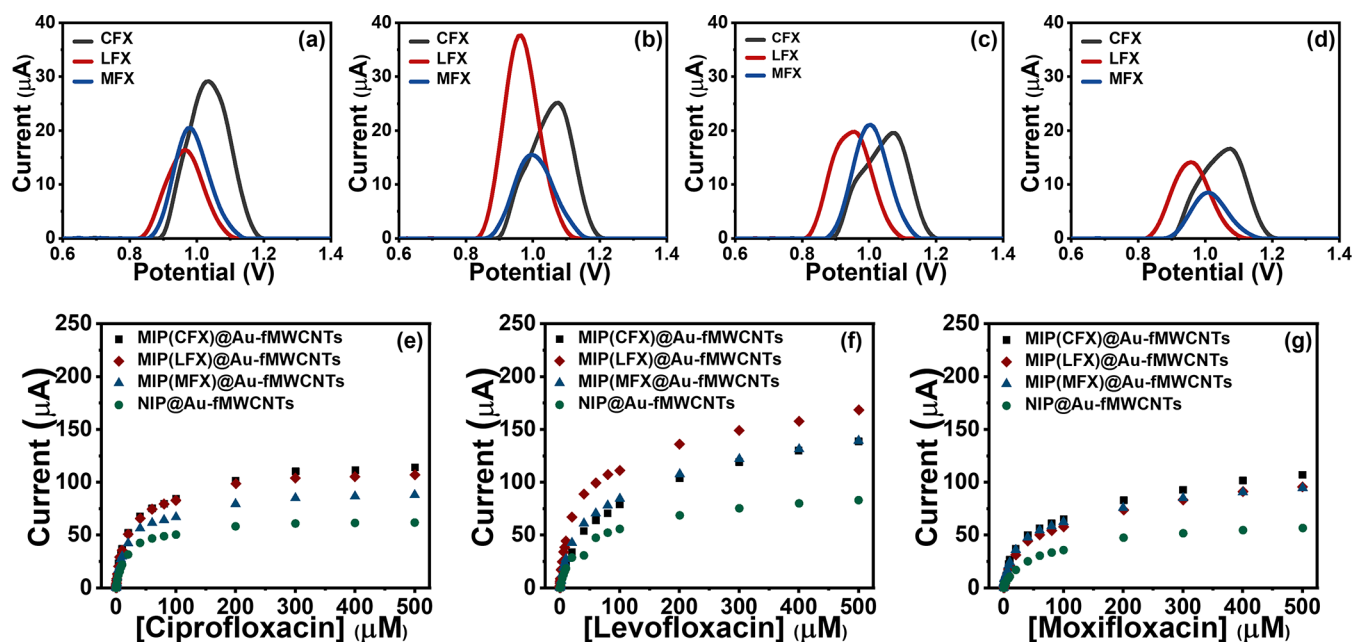 40
30
20
10
0
Current (μA)
CFX
LFX
MFX
(a)
0.6 0.8 1.0 1.2 1.4
Potential (V)
40
30
20
10
0
Current (μA)
CFX
LFX
MFX
(b)
0.6 0.8 1.0 1.2 1.4
Potential (V)
40
30
20
10
0
Current (μA)
CFX
LFX
MFX
(c)
0.6 0.8 1.0 1.2 1.4
Potential (V)
40
30
20
10
0
Current (μA)
CFX
LFX
MFX
(d)
0.6 0.8 1.0 1.2 1.4
Potential (V)
250
200
150
100
50
0
Current (μA)
MIP(CFX)@Au-fMWCNTs
MIP(LFX)@Au-fMWCNTs
MIP(MFX)@Au-fMWCNTs
NIP@Au-fMWCNTs
(e)
0 100 200 300 400 500
[Ciprofloxacin] (μM)
250
200
150
100
50
0
Current (μA)
MIP(CFX)@Au-fMWCNTs
MIP(LFX)@Au-fMWCNTs
MIP(MFX@Au-fMWCNTs
NIP@Au-fMWCNTs
(f)
0 100 200 300 400 500
[Levofloxacin] (μM)
250
200
150
100
50
0
Current (μA)
MIP(CFX)@Au-fMWCNTs
MIP(LFX)@Au-fMWCNTs
MIP(MFX)@Au-fMWCNTs
NIP@Au-fMWCNTs
(g)
0 100 200 300 400 500
[Moxifloxacin] (μM)